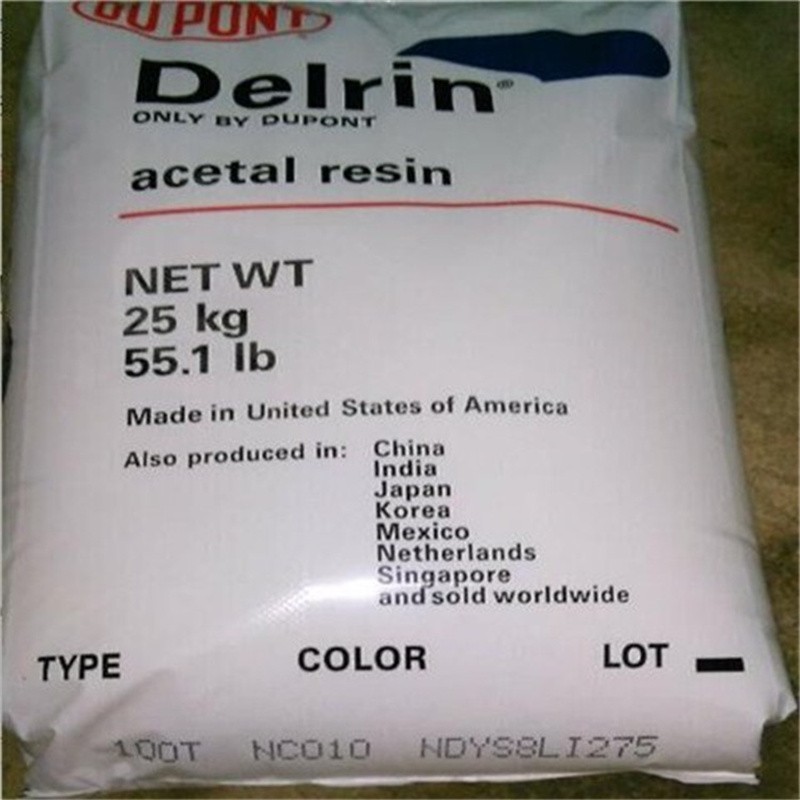 DUPONT
Delrin®
ONLY BY DUPONT
acetal resin
NET WT
25 kg
55.1 lb
Made in United States of America
Also produced in: China
India
Japan
Korea
Mexico
Netherlands
Singapore
and sold worldwide
TYPE COLOR LOT
100T NC010 NDYS8LI275